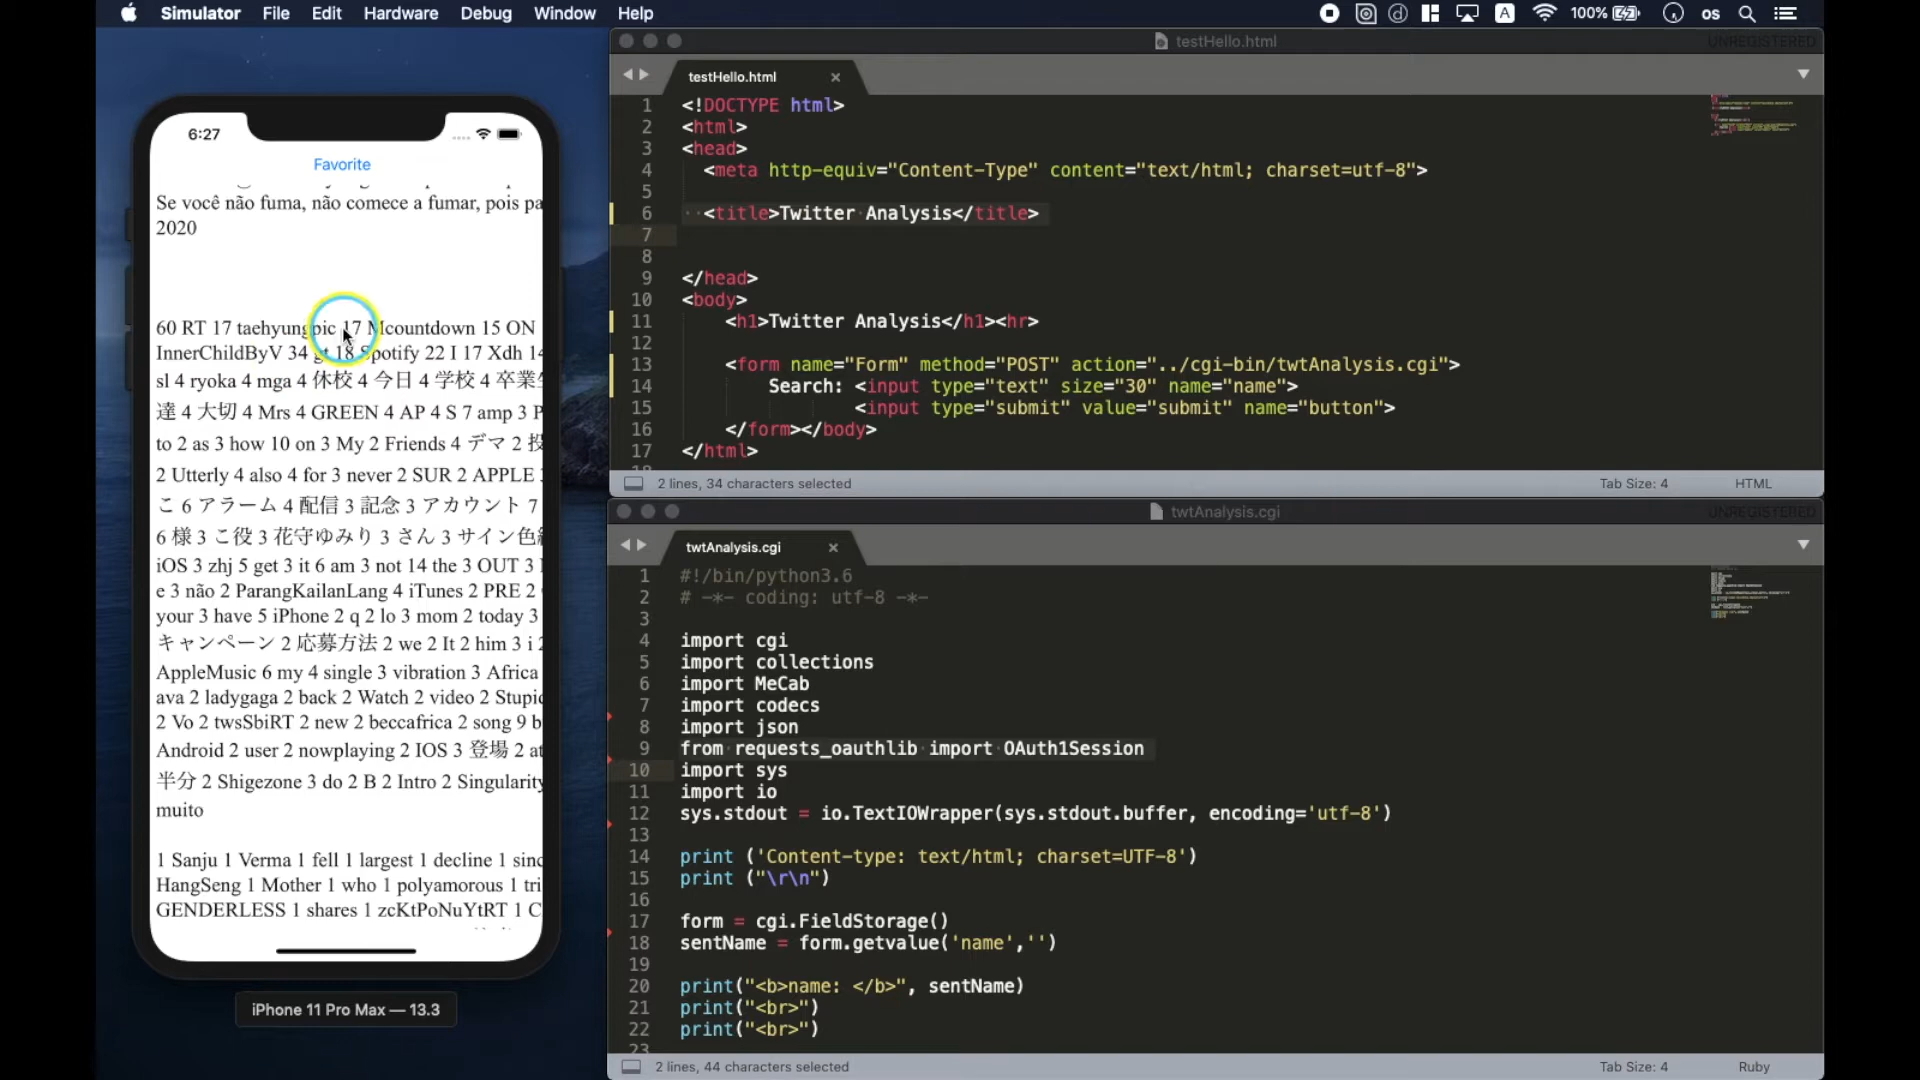 Simulator File Edit Hardware Debug Window Help
100% A os
6:27
Favorite
Se você não fuma, não comece a fumar, pois pa
2020
60 RT 17 taehyungpic 17 Mcountdown 15 ON
InnerChildByV 34 gt 18 Spotify 22 I 17 Xdh 14
sl 4 ryoka 4 mga 4 休校 4 今日 4 学校 4 卒業生
達 4 大切 4 Mrs 4 GREEN 4 AP 4 S 7 amp 3 P
to 2 as 3 how 10 on 3 My 2 Friends 4 デマ 2 投
2 Utterly 4 also 4 for 3 never 2 SUR 2 APPLE
こ 6 アラーム 4 配信 3 記念 3 アカウント 7
6 様 3 こ役 3 花守ゆみり 3 さん 3 サイン色紙
iOS 3 zhj 5 get 3 it 6 am 3 not 14 the 3 OUT 3
e 3 não 2 ParangKailanLang 4 iTunes 2 PRE 2
your 3 have 5 iPhone 2 q 2 lo 3 mom 2 today 3
キャンペーン 2 応募方法 2 we 2 It 2 him 3 i 2
AppleMusic 6 my 4 single 3 vibration 3 Africa
ava 2 ladygaga 2 back 2 Watch 2 video 2 Stupid
2 Vo 2 twsSbiRT 2 new 2 beccafrica 2 song 9 b
Android 2 user 2 nowplaying 2 IOS 3 登場 2 at
半分 2 Shigezone 3 do 2 B 2 Intro 2 Singularity
muito
1 Sanju 1 Verma 1 fell 1 largest 1 decline 1 sinc
HangSeng 1 Mother 1 who 1 polyamorous 1 tri
GENDERLESS 1 shares 1 zcKtPoNuYtRT 1 C
iPhone 11 Pro Max — 13.3
testHello.html
UNREGISTERED
testHello.html
1 <!DOCTYPE html>
2 <html>
3 <head>
4 <meta http-equiv="Content-Type" content="text/html; charset=utf-8">
5
6 <title>Twitter Analysis</title>
7
8
9 </head>
10 <body>
11 <h1>Twitter Analysis</h1><hr>
12
13 <form name="Form" method="POST" action="../cgi-bin/twtAnalysis.cgi">
14 Search: <input type="text" size="30" name="name">
15 <input type="submit" value="submit" name="button">
16 </form></body>
17 </html>
2 lines, 34 characters selected
Tab Size: 4 HTML
twtAnalysis.cgi
UNREGISTERED
twtAnalysis.cgi
1 #!/bin/python3.6
2 # -*- coding: utf-8 -*-
3
4 import cgi
5 import collections
6 import MeCab
7 import codecs
8 import json
9 from requests_oauthlib import OAuth1Session
10 import sys
11 import io
12 sys.stdout = io.TextIOWrapper(sys.stdout.buffer, encoding='utf-8')
13
14 print ('Content-type: text/html; charset=UTF-8')
15 print ("\r\n")
16
17 form = cgi.FieldStorage()
18 sentName = form.getvalue('name','')
19
20 print("<b>name: </b>", sentName)
21 print("<br>")
22 print("<br>")
23
2 lines, 44 characters selected
Tab Size: 4 Ruby